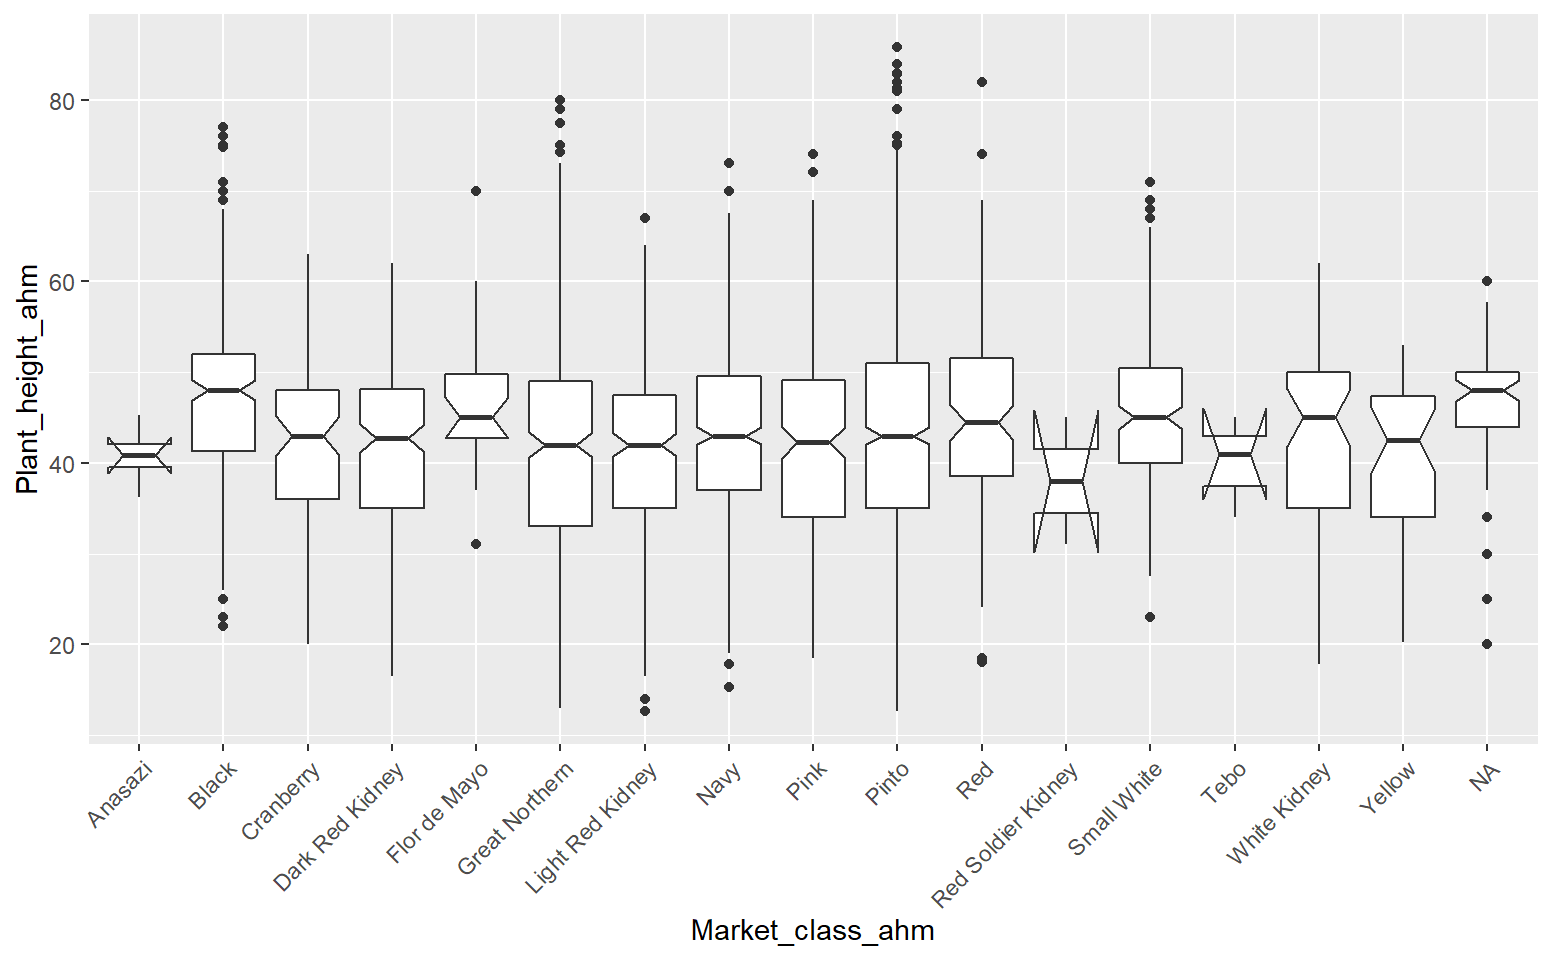 Plant_height_ahm
80
60
40
20
Anasazi
Black
Cranberry
Dark Red Kidney
Flor de Mayo
Great Northern
Light Red Kidney
Navy
Pink
Pinto
Red
Red Soldier Kidney
Small White
Tebo
White Kidney
Yellow
NA
Market_class_ahm